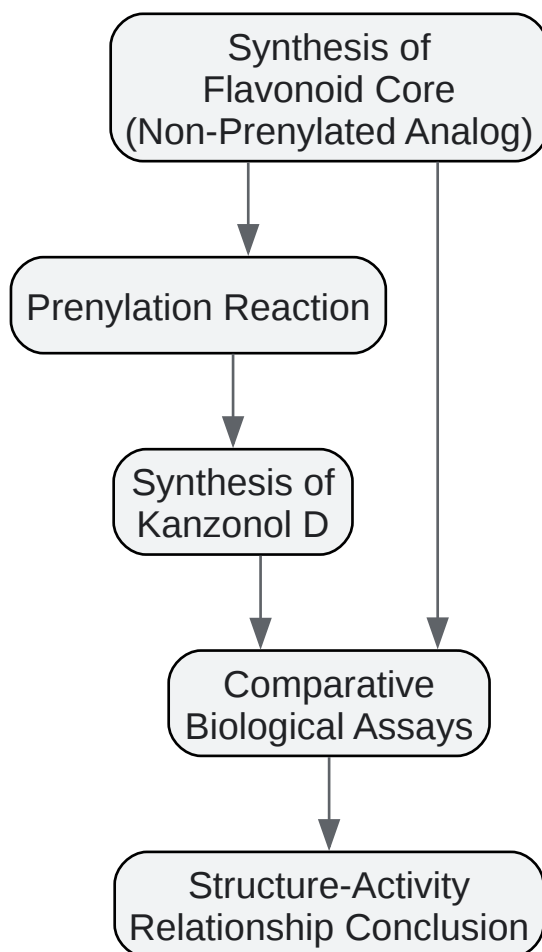 Synthesis of
Flavonoid Core
(Non-Prenylated Analog)
Prenylation Reaction
Synthesis of
Kanzonol D
Comparative
Biological Assays
Structure-Activity
Relationship Conclusion